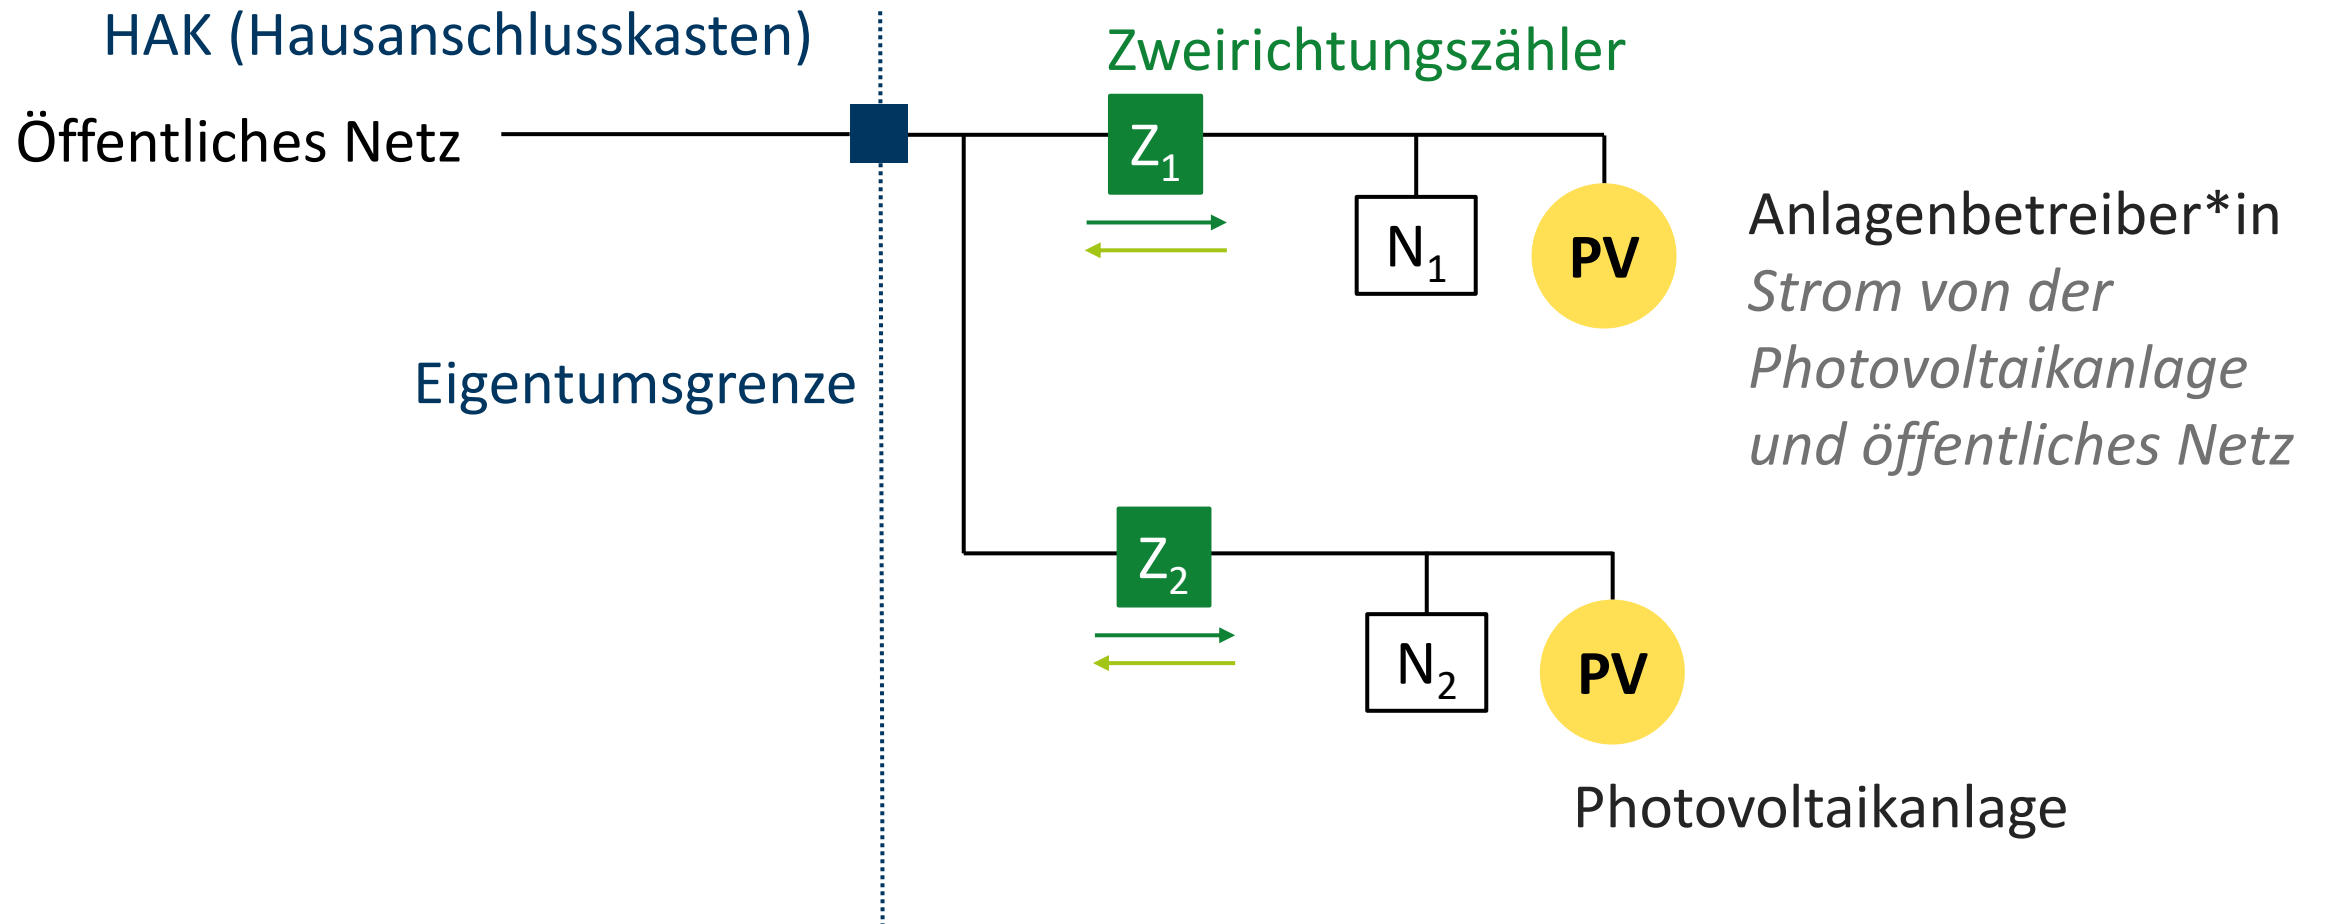 HAK (Hausanschlusskasten)
Zweirichtungszähler
Öffentliches Netz
Z1
N1
PV
Anlagenbetreiber*in
Strom von der
Photovoltaikanlage
und öffentliches Netz
Eigentumsgrenze
Z2
N2
PV
Photovoltaikanlage